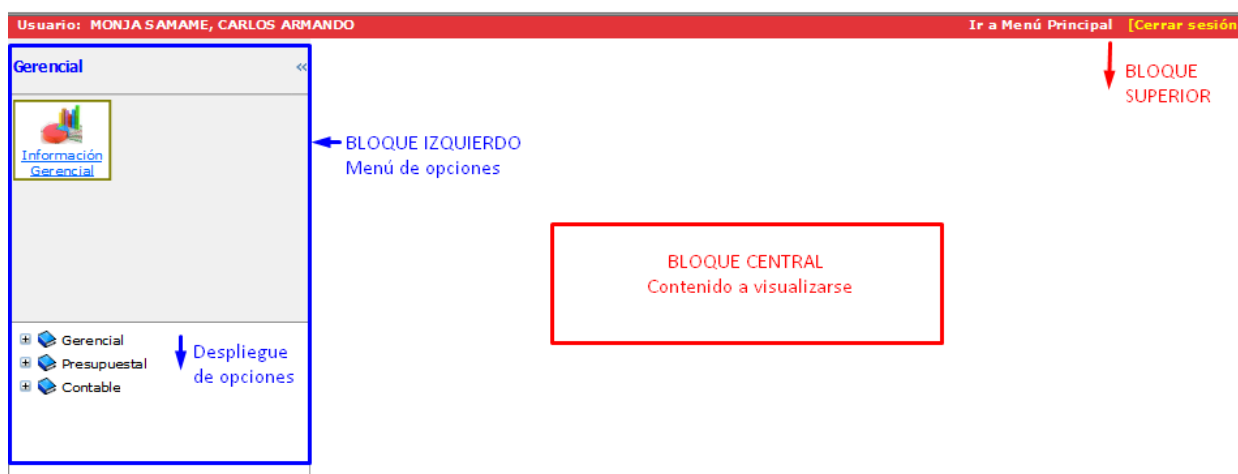 Usuario: MONJA SAMAME, CARLOS ARMANDO
Ir a Menú Principal [Cerrar sesión
Gerencial «
BLOQUE
SUPERIOR
Información
Gerencial
BLOQUE IZQUIERDO
Menú de opciones
BLOQUE CENTRAL
Contenido a visualizarse
Gerencial
Presupuestal
Contable
Despliegue
de opciones